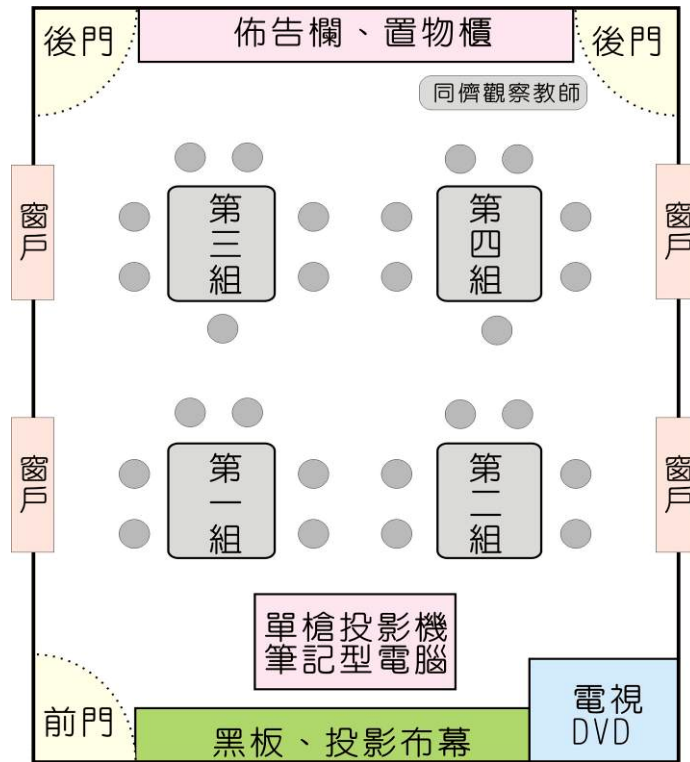 後門
佈告欄、置物櫃
後門
同儕觀察教師
窗戶
第三組
第四組
窗戶
窗戶
第一組
第二組
窗戶
單槍投影機
筆記型電腦
前門
黑板、投影布幕
電視
DVD